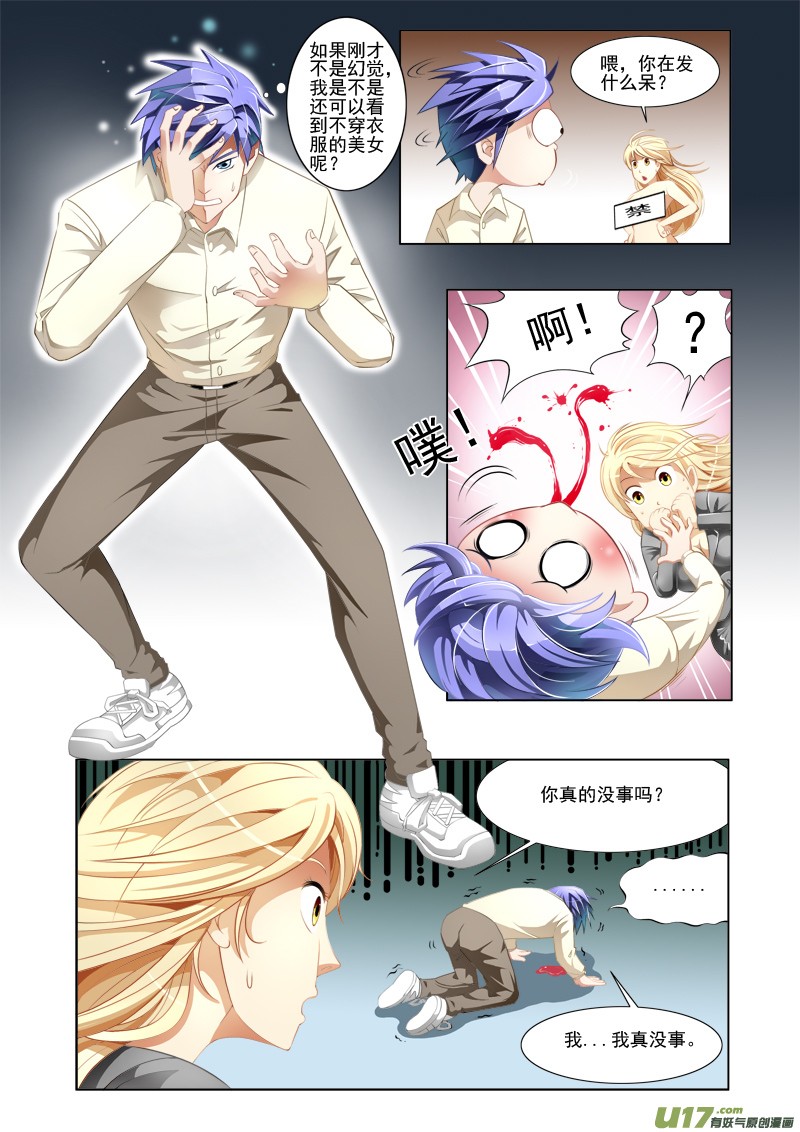 如果刚才
不是幻觉，
我是不是
还可以看
到不穿衣
服的美女
呢？
喂，你在发
什么呆？
禁
啊！
？
噗！
你真的没事吗？
......
我...我真没事。
U17.com
有妖气原创漫画